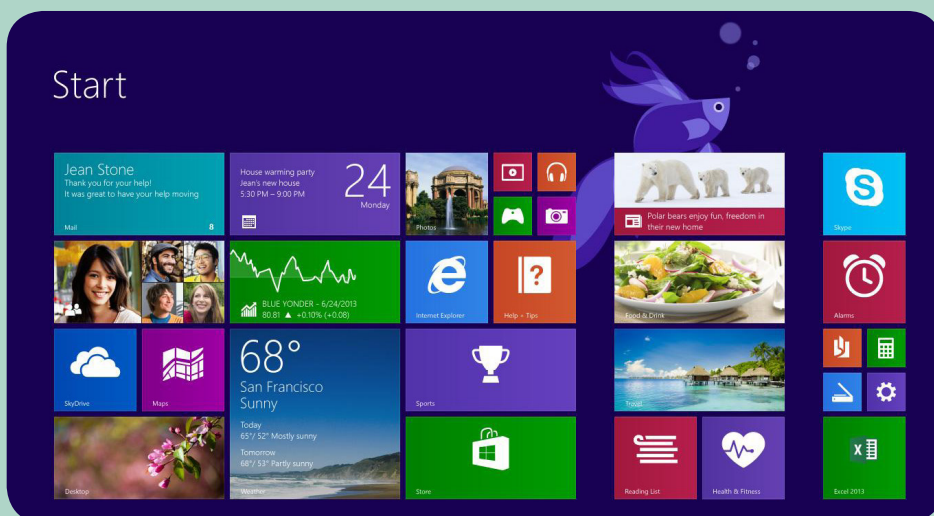 Start
Jean Stone
Thank you for your help!
It was great to have your help moving
Mail
8
House warming party
Jean's new house
5:30 PM – 9:00 PM
24
Monday
Photos
Polar bears enjoy fun, freedom in
their new home
Skype
BLUE YONDER - 6/24/2013
80.81 ▲ +0.10% (+0.08)
Internet Explorer
Help + Tips
Food & Drink
Alarms
SkyDrive
Maps
68°
San Francisco
Sunny
Today
65°/ 52° Mostly sunny
Tomorrow
68°/ 53° Partly sunny
Weather
Sports
Travel
Desktop
Store
Reading List
Health & Fitness
Excel 2013